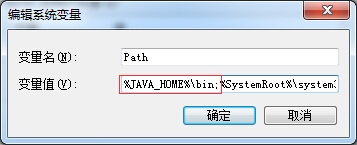 编辑系统变量
变量名(N):
Path
变量值(V):
%JAVA_HOME%\bin;%SystemRoot%\system3
确定
取消